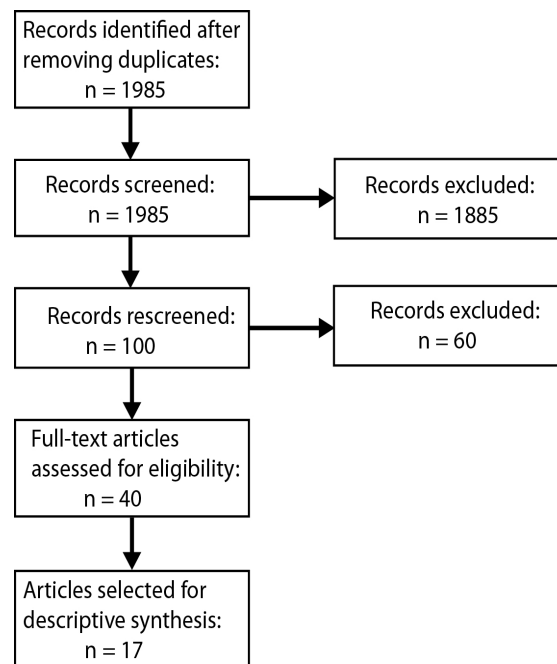 Records identified after
removing duplicates:
n = 1985
Records screened:
n = 1985
Records excluded:
n = 1885
Records rescreened:
n = 100
Records excluded:
n = 60
Full-text articles
assessed for eligibility:
n = 40
Articles selected for
descriptive synthesis:
n = 17